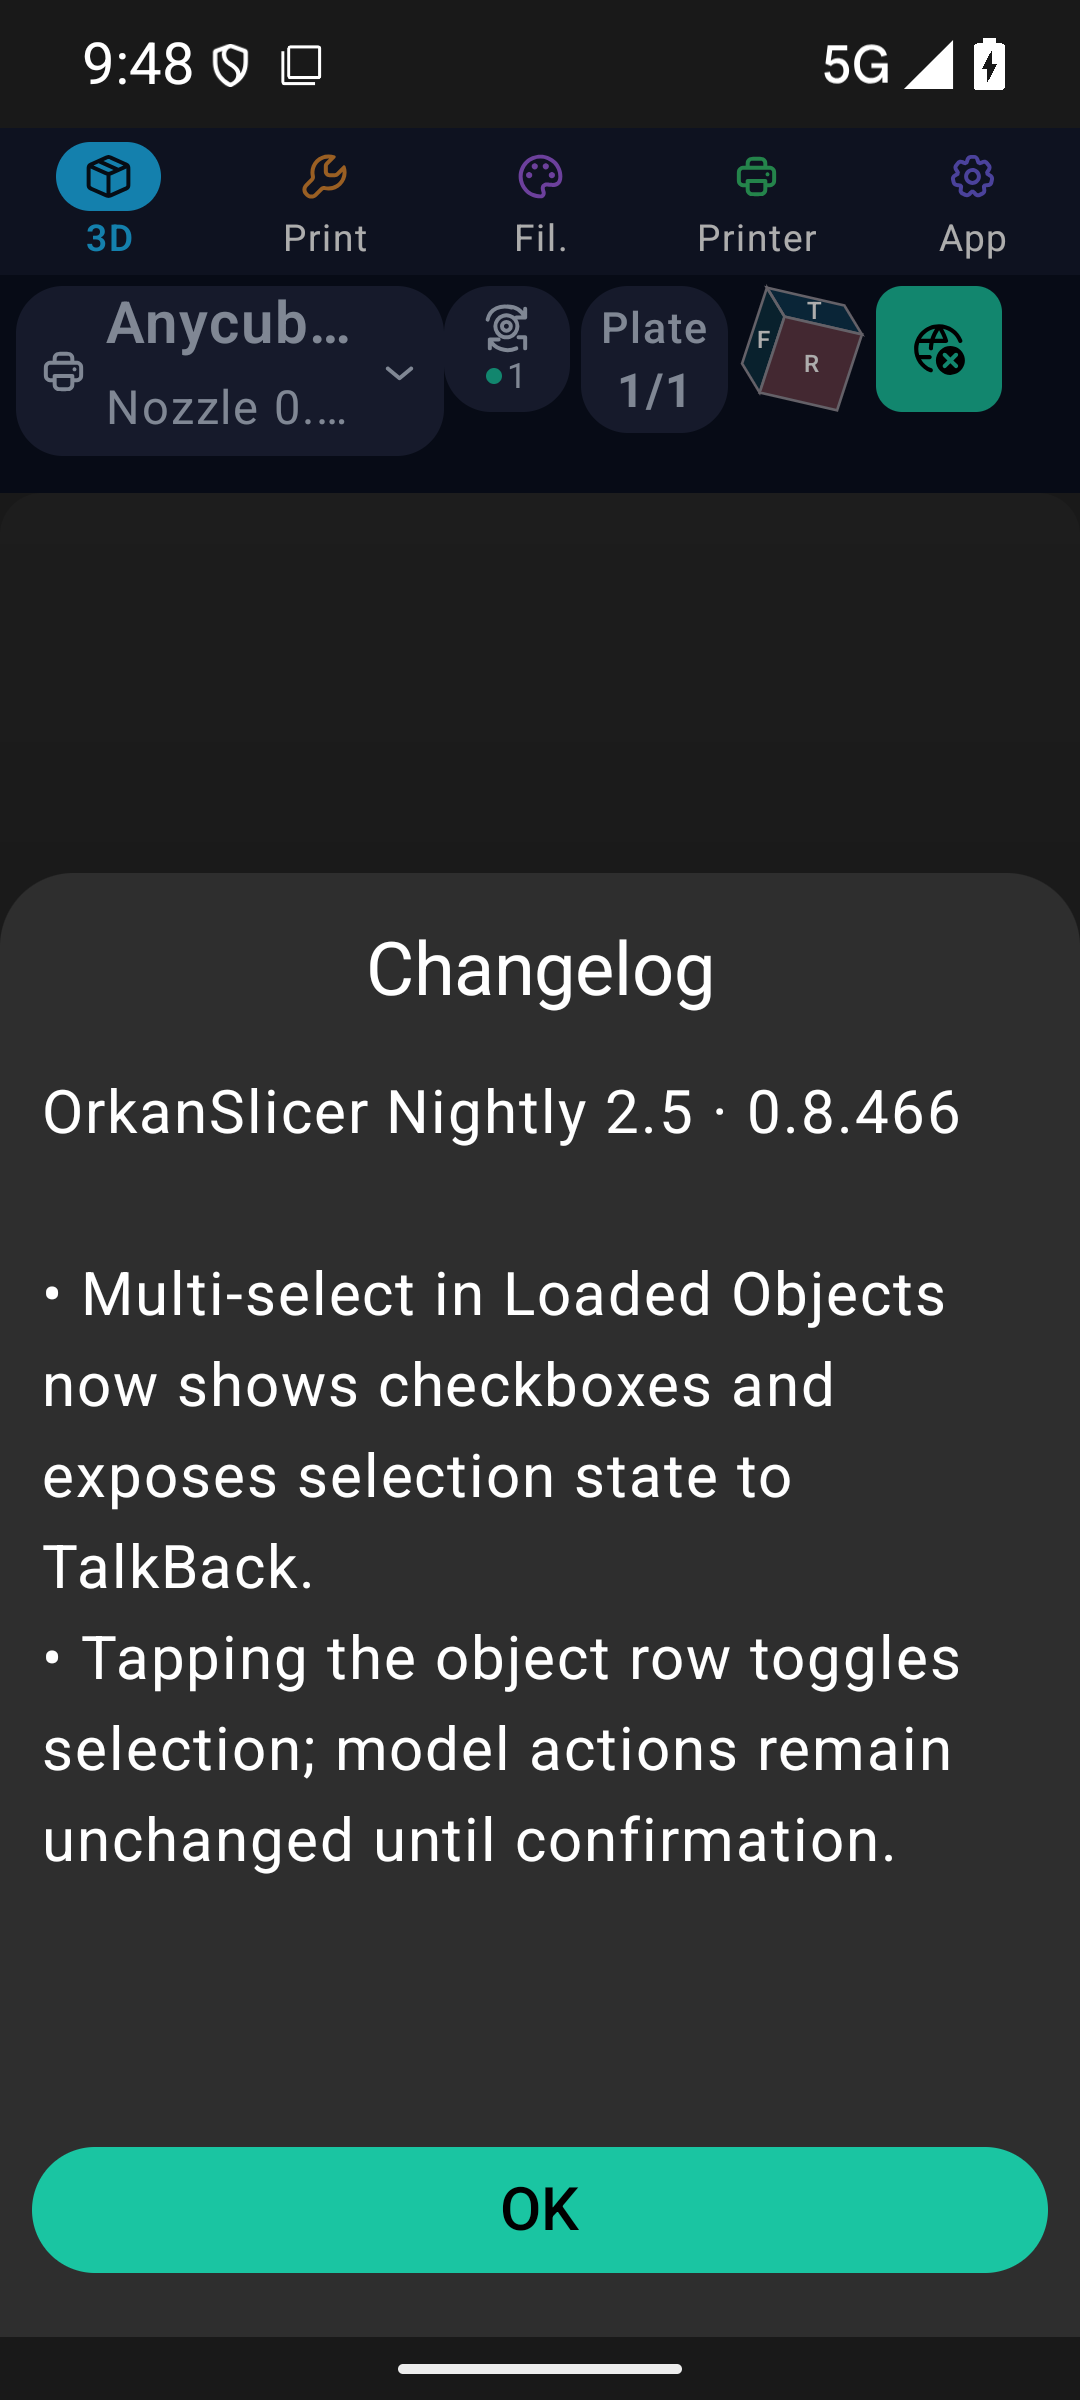 9:48 5G
3D Print Fil. Printer App
Anycub...
Nozzle 0....
1
Plate
1/1
T
F
R
Changelog
OrkanSlicer Nightly 2.5 · 0.8.466
• Multi-select in Loaded Objects
now shows checkboxes and
exposes selection state to
TalkBack.
• Tapping the object row toggles
selection; model actions remain
unchanged until confirmation.
OK